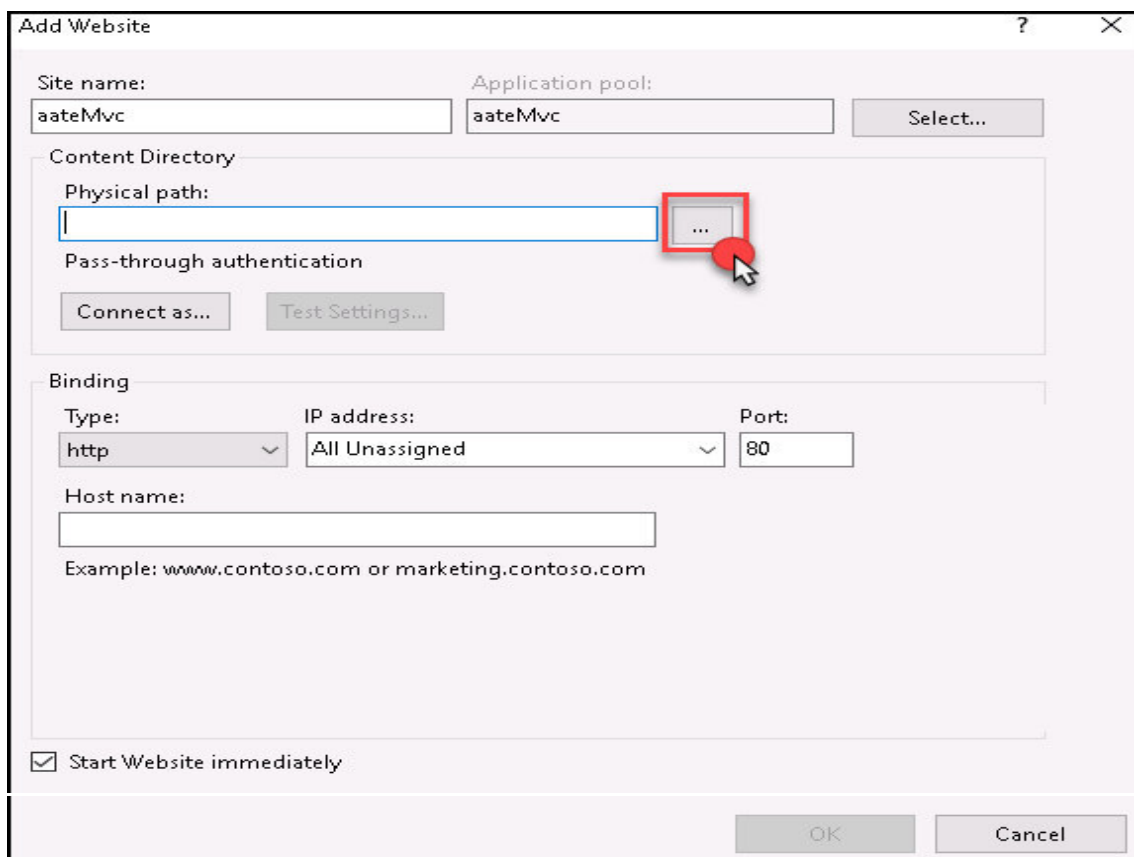 Add Website ?
Site name: Application pool:
aateMvc aateMvc Select...
Content Directory
Physical path:
...
Pass-through authentication
Connect as... Test Settings...
Binding
Type: IP address: Port:
http All Unassigned 80
Host name:
Example: www.contoso.com or marketing.contoso.com
Start Website immediately
OK Cancel